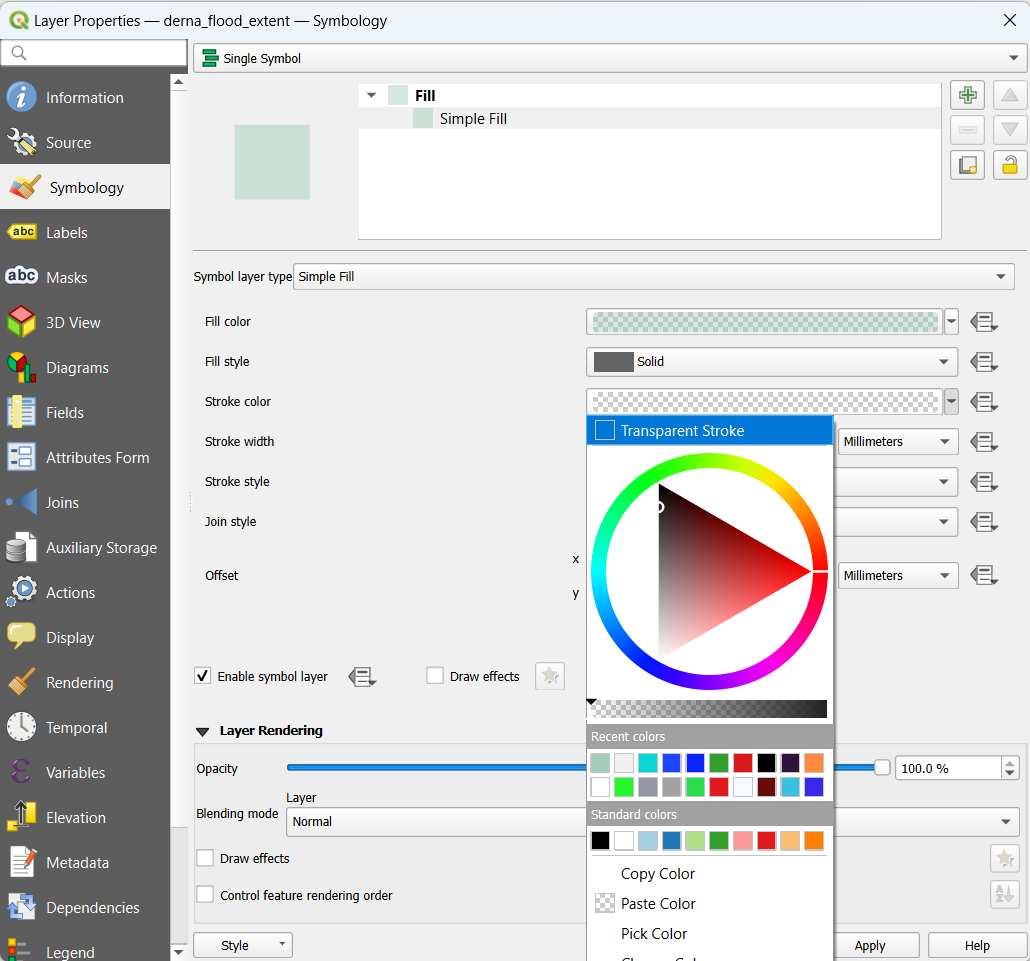 Layer Properties — derna_flood_extent — Symbology
Single Symbol
Information
Source
Symbology
abc Labels
abc Masks
3D View
Diagrams
Fields
Attributes Form
Joins
Auxiliary Storage
Actions
Display
Rendering
Temporal
Variables
Elevation
Metadata
Dependencies
Legend
Fill
Simple Fill
Symbol layer type Simple Fill
Fill color
Fill style Solid
Stroke color
Transparent Stroke
Stroke width Millimeters
Stroke style
Join style
x
Offset Millimeters
y
Enable symbol layer Draw effects
Layer Rendering
Recent colors
Opacity 100.0 %
Layer
Blending mode Normal
Standard colors
Draw effects
Copy Color
Control feature rendering order
Paste Color
Pick Color
Style Apply Help